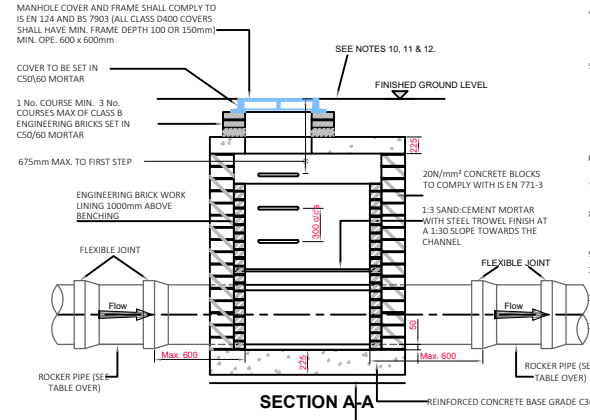 MANHOLE COVER AND FRAME SHALL COMPLY TO
IS EN 124 AND BS 7903 (ALL CLASS D400 COVERS
SHALL HAVE MIN. FRAME DEPTH 100 OR 150mm)
MIN. OPE. 600 x 600mm
SEE NOTES 10, 11 & 12.
COVER TO BE SET IN
C50\60 MORTAR
FINISHED GROUND LEVEL
1 No. COURSE MIN. 3 No.
COURSES MAX OF CLASS B
ENGINEERING BRICKS SET IN
C50/60 MORTAR
225
675mm MAX. TO FIRST STEP
20N/mm² CONCRETE BLOCKS
TO COMPLY WITH IS EN 771-3
ENGINEERING BRICK WORK
LINING 1000mm ABOVE
BENCHING
300 c/c's
1:3 SAND:CEMENT MORTAR
WITH STEEL TROWEL FINISH AT
A 1:30 SLOPE TOWARDS THE
CHANNEL
FLEXIBLE JOINT
FLEXIBLE JOINT
Flow
Flow
50
Max. 600
225
Max. 600
ROCKER PIPE (SEE
TABLE OVER)
ROCKER PIPE (SE
TABLE OVER)
SECTION A-A
REINFORCED CONCRETE BASE GRADE C3